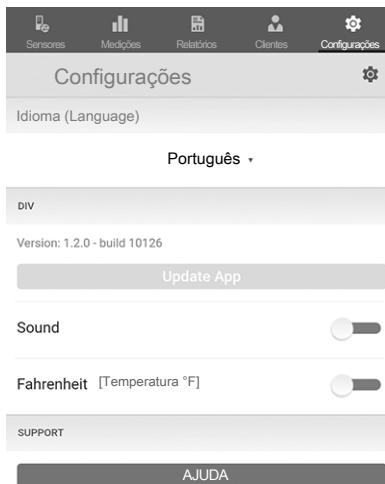 Sensores Medições Relatórios Clientes Configurações
Configurações
Idioma (Language)
Português
DIV
Version: 1.2.0 - build 10126
Update App
Sound
Fahrenheit [Temperatura °F]
SUPPORT
AJUDA